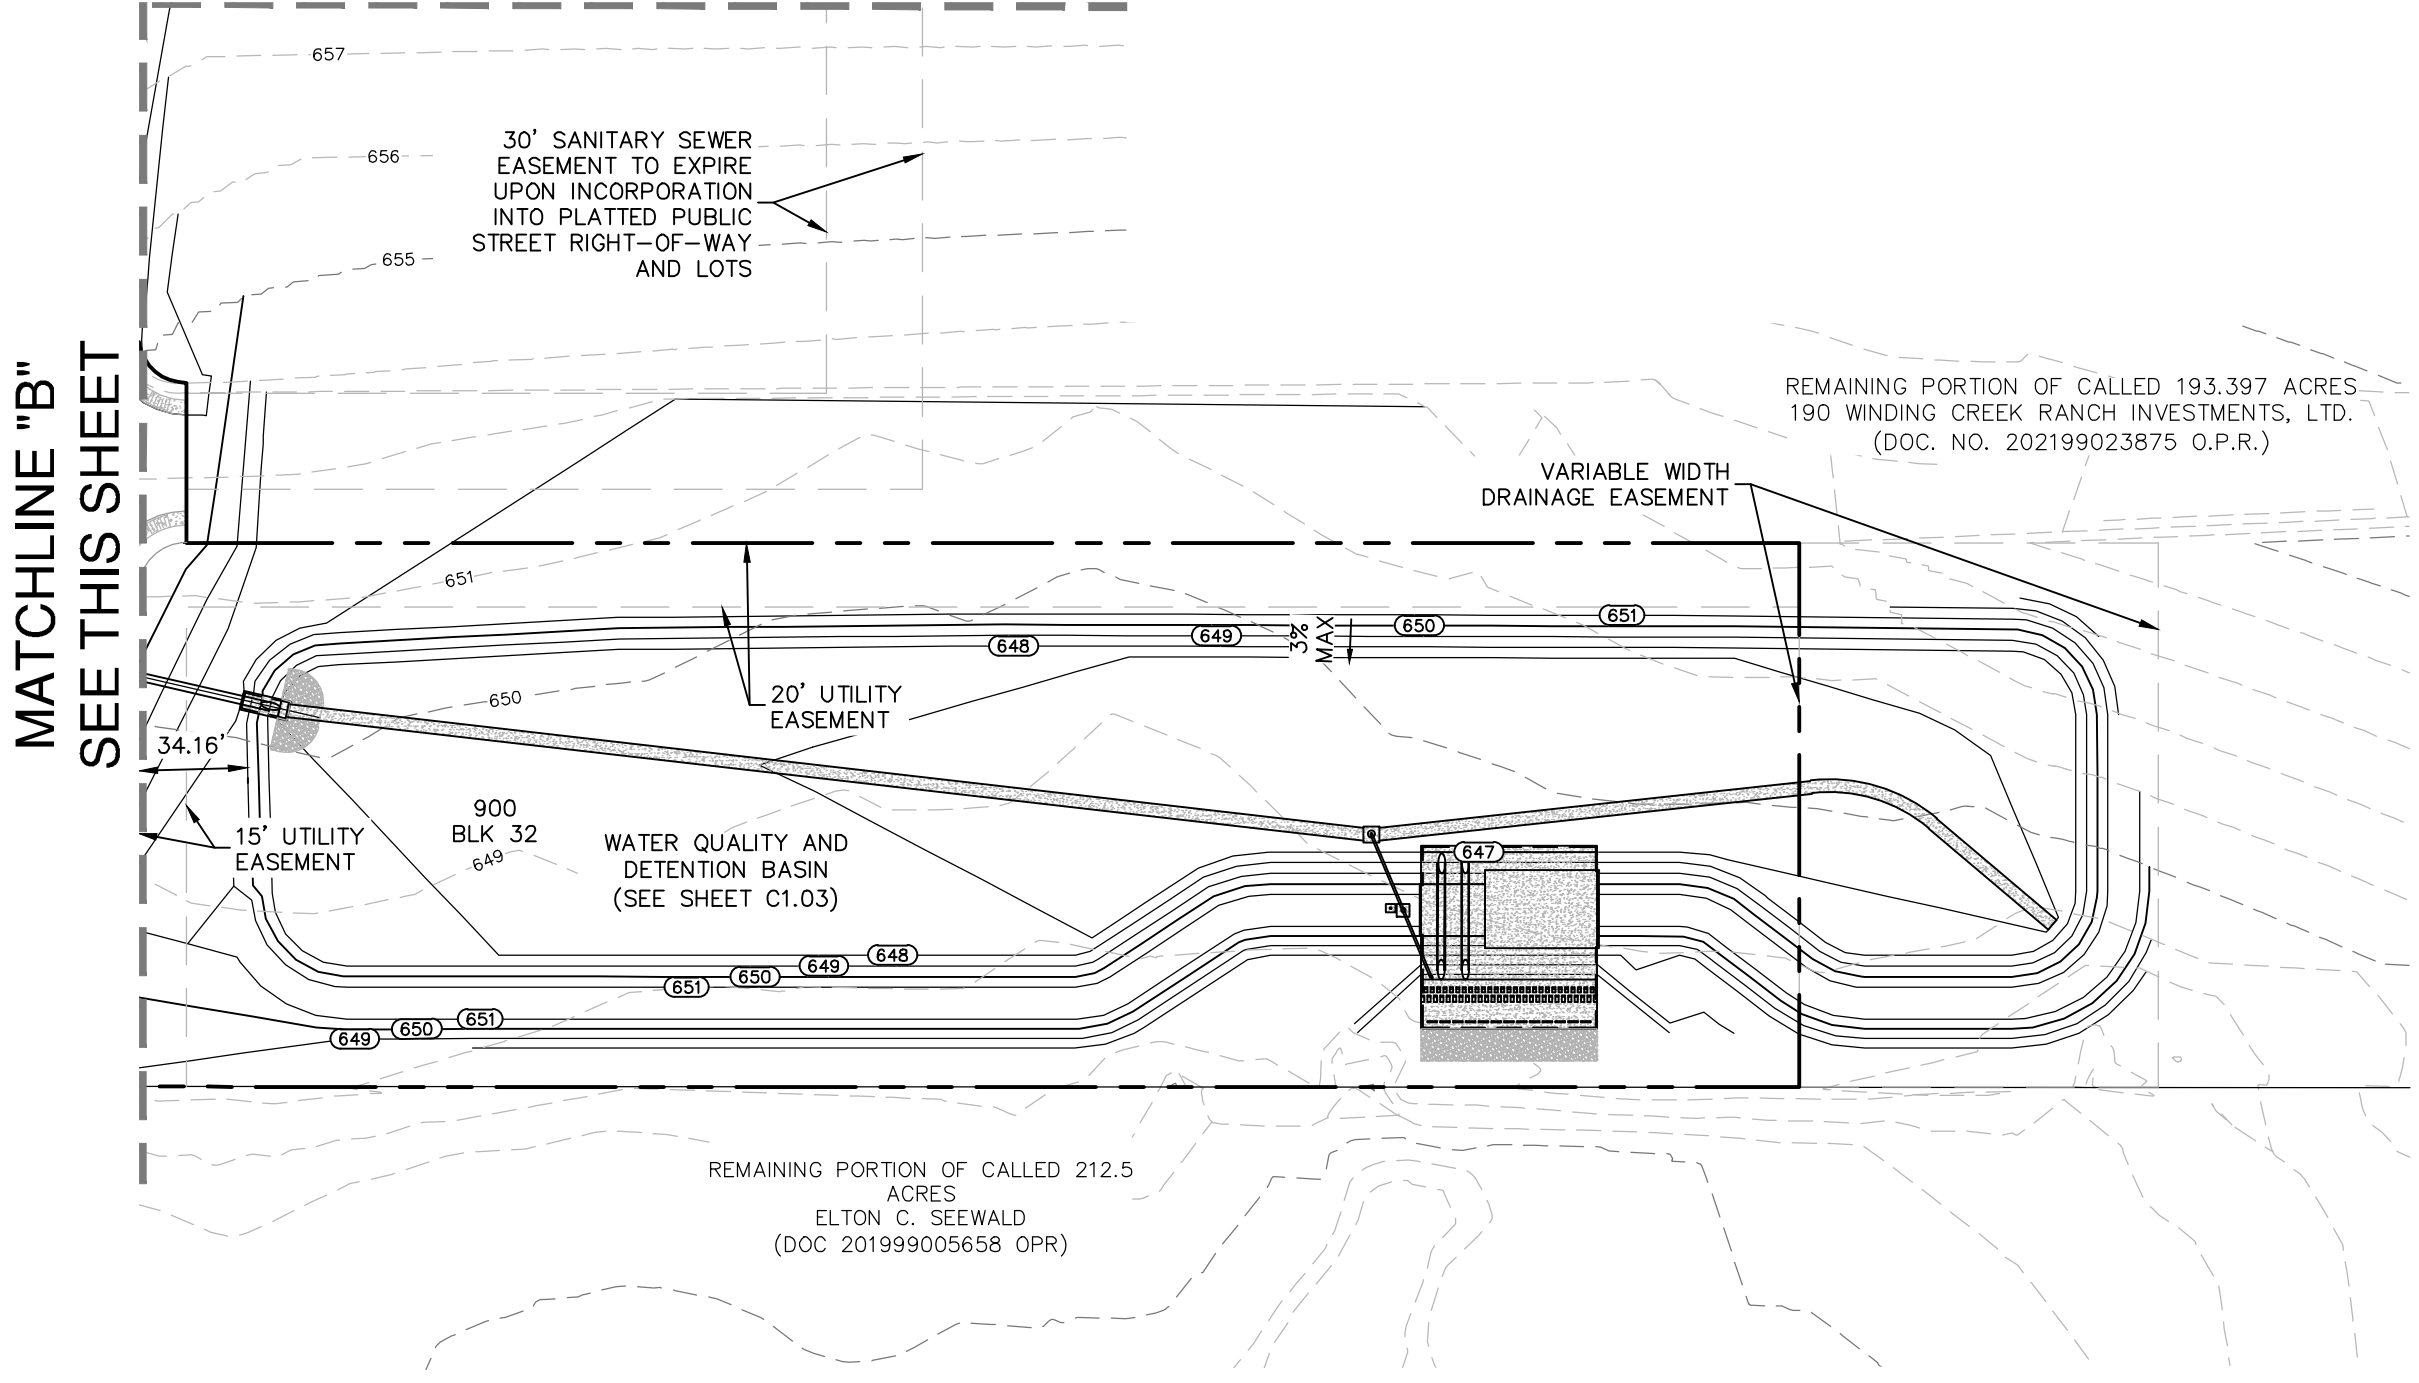 657
656
655
30' SANITARY SEWER
EASEMENT TO EXPIRE
UPON INCORPORATION
INTO PLATTED PUBLIC
STREET RIGHT-OF-WAY
AND LOTS
MATCHLINE "B"
SEE THIS SHEET
REMAINING PORTION OF CALLED 193.397 ACRES
190 WINDING CREEK RANCH INVESTMENTS, LTD.
(DOC. NO. 202199023875 O.P.R.)
VARIABLE WIDTH
DRAINAGE EASEMENT
651
651
650
649
648
3%
MAX
650
20' UTILITY
EASEMENT
34.16'
15' UTILITY
EASEMENT
900
BLK 32
649
WATER QUALITY AND
DETENTION BASIN
(SEE SHEET C1.03)
647
648
649
650
651
651
650
649
REMAINING PORTION OF CALLED 212.5
ACRES
ELTON C. SEEWALD
(DOC 201999005658 OPR)